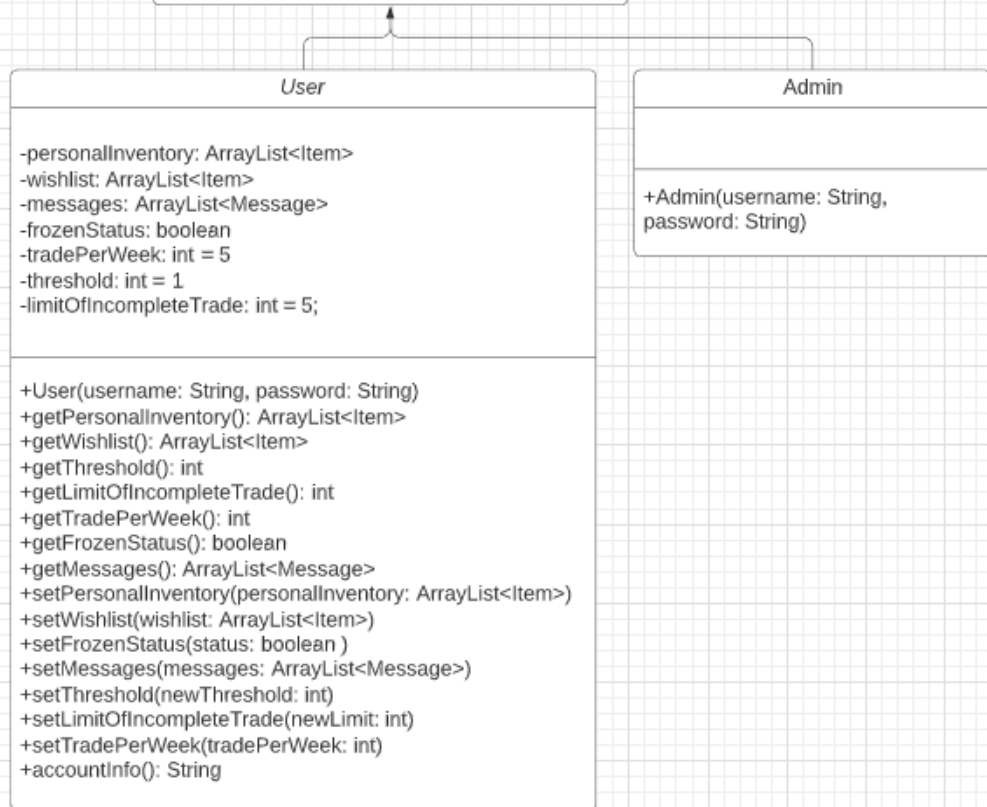 User
-personalInventory: ArrayList<Item>
-wishlist: ArrayList<Item>
-messages: ArrayList<Message>
-frozenStatus: boolean
-tradePerWeek: int = 5
-threshold: int = 1
-limitOfIncompleteTrade: int = 5;
+User(username: String, password: String)
+getPersonalInventory(): ArrayList<Item>
+getWishlist(): ArrayList<Item>
+getThreshold(): int
+getLimitOfIncompleteTrade(): int
+getTradePerWeek(): int
+getFrozenStatus(): boolean
+getMessages(): ArrayList<Message>
+setPersonalInventory(personalInventory: ArrayList<Item>)
+setWishlist(wishlist: ArrayList<Item>)
+setFrozenStatus(status: boolean )
+setMessages(messages: ArrayList<Message>)
+setThreshold(newThreshold: int)
+setLimitOfIncompleteTrade(newLimit: int)
+setTradePerWeek(tradePerWeek: int)
+accountInfo(): String
Admin
+Admin(username: String,
password: String)